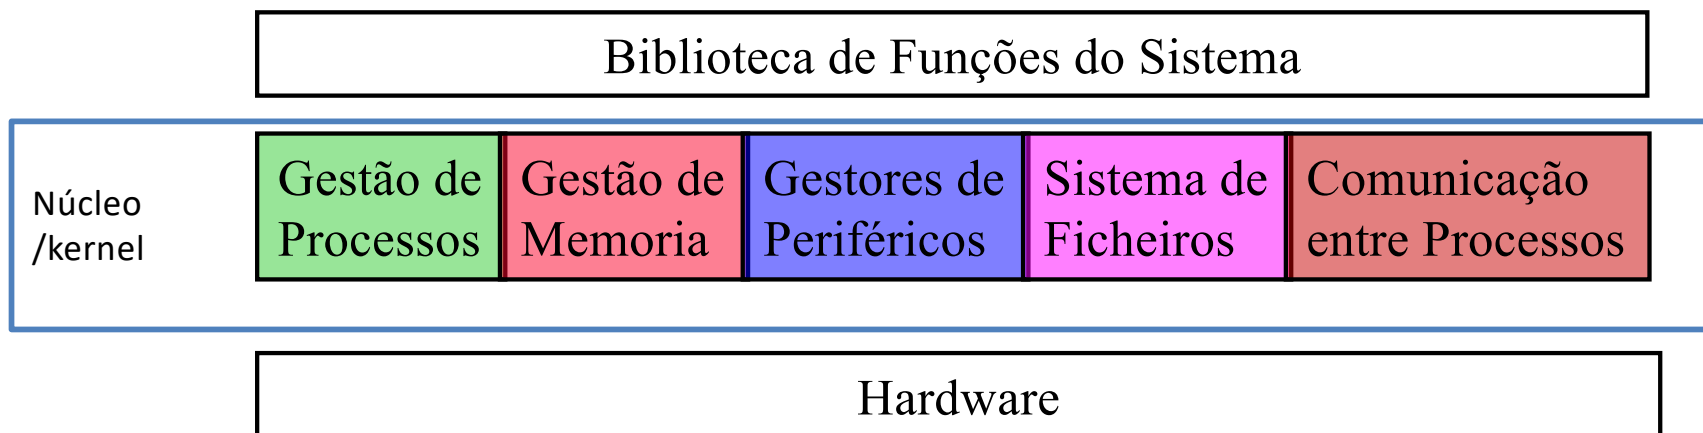 Biblioteca de Funções do Sistema
Núcleo
/kernel
Gestão de
Processos
Gestão de
Memoria
Gestores de
Periféricos
Sistema de
Ficheiros
Comunicação
entre Processos
Hardware